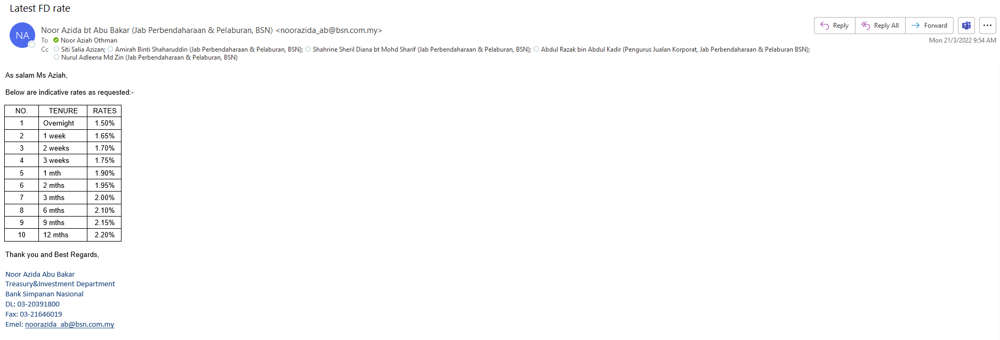 Latest FD rate
NA
Noor Azida bt Abu Bakar (Jab Perbendaharaan & Pelaburan, BSN) <noorazida_ab@bsn.com.my>
To Noor Aziah Othman
Cc Siti Salia Azizan; Amirah Binti Shaharuddin (Jab Perbendaharaan & Pelaburan, BSN); Shahrine Sheril Diana bt Mohd Sharif (Jab Perbendaharaan & Pelaburan, BSN); Abdul Razak bin Abdul Kadir (Pengurus Jualan Korporat, Jab Perbendaharaan & Pelaburan BSN);
Nurul Adleena Md Zin (Jab Perbendaharaan & Pelaburan, BSN)
Reply Reply All Forward
Mon 21/3/2022 9:54 AM
As salam Ms Aziah,
Below are indicative rates as requested:-
NO. TENURE RATES
1 Overnight 1.50%
2 1 week 1.65%
3 2 weeks 1.70%
4 3 weeks 1.75%
5 1 mth 1.90%
6 2 mths 1.95%
7 3 mths 2.00%
8 6 mths 2.10%
9 9 mths 2.15%
10 12 mths 2.20%
Thank you and Best Regards,
Noor Azida Abu Bakar
Treasury&Investment Department
Bank Simpanan Nasional
DL: 03-20391800
Fax: 03-21646019
Emel: noorazida_ab@bsn.com.my